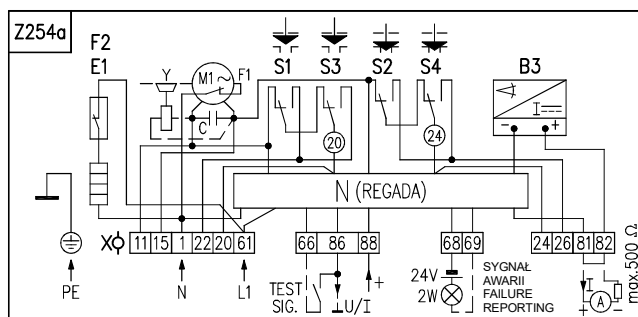 Z254a
F2
E1
Y
M1
F1
C
S1
S3
S2
S4
B3
20
24
I
- +
N (REGADA)
X
11 15 1 22 20 61
66 86 88
68 69
24 26 81 82
PE
N
L1
TEST
SIG.
U/I
+
24V
2W
SYGNAŁ
AWARII
FAILURE
REPORTING
I
A
- +
max.500 Ω